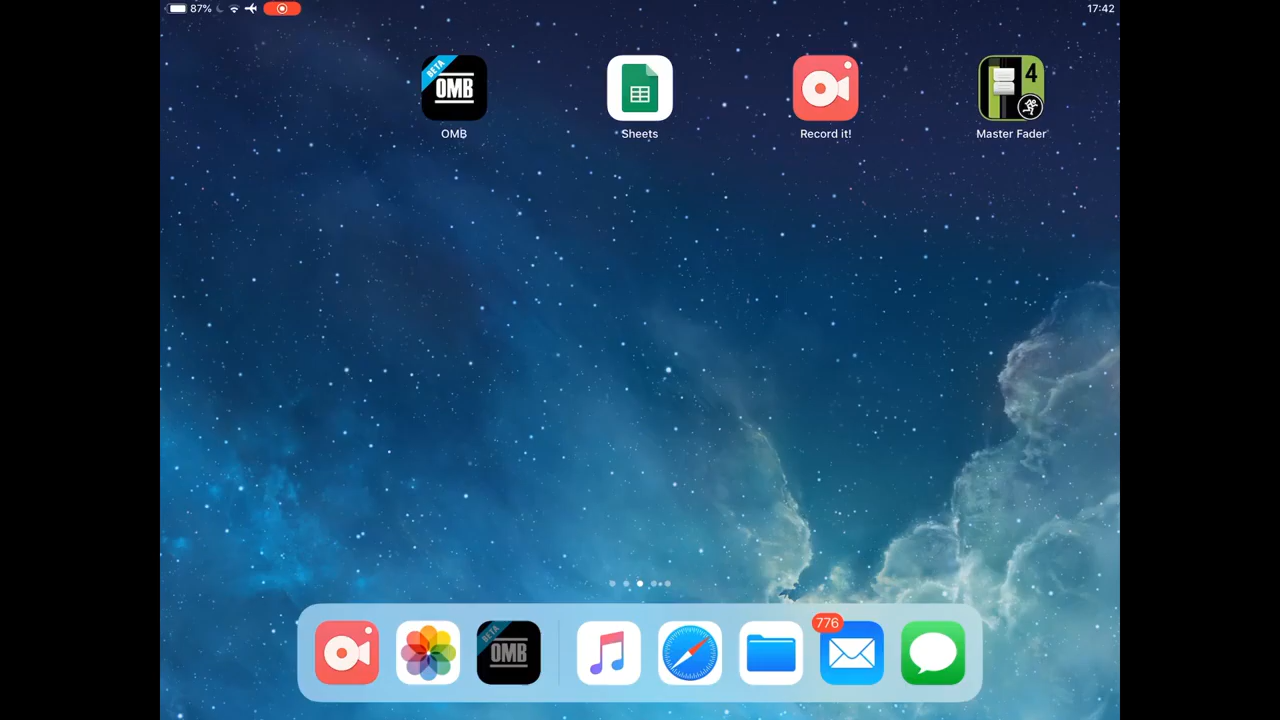 87%
17:42
BETA
OMB
4
OMB
Sheets
Record it!
Master Fader
776
BETA
OMB